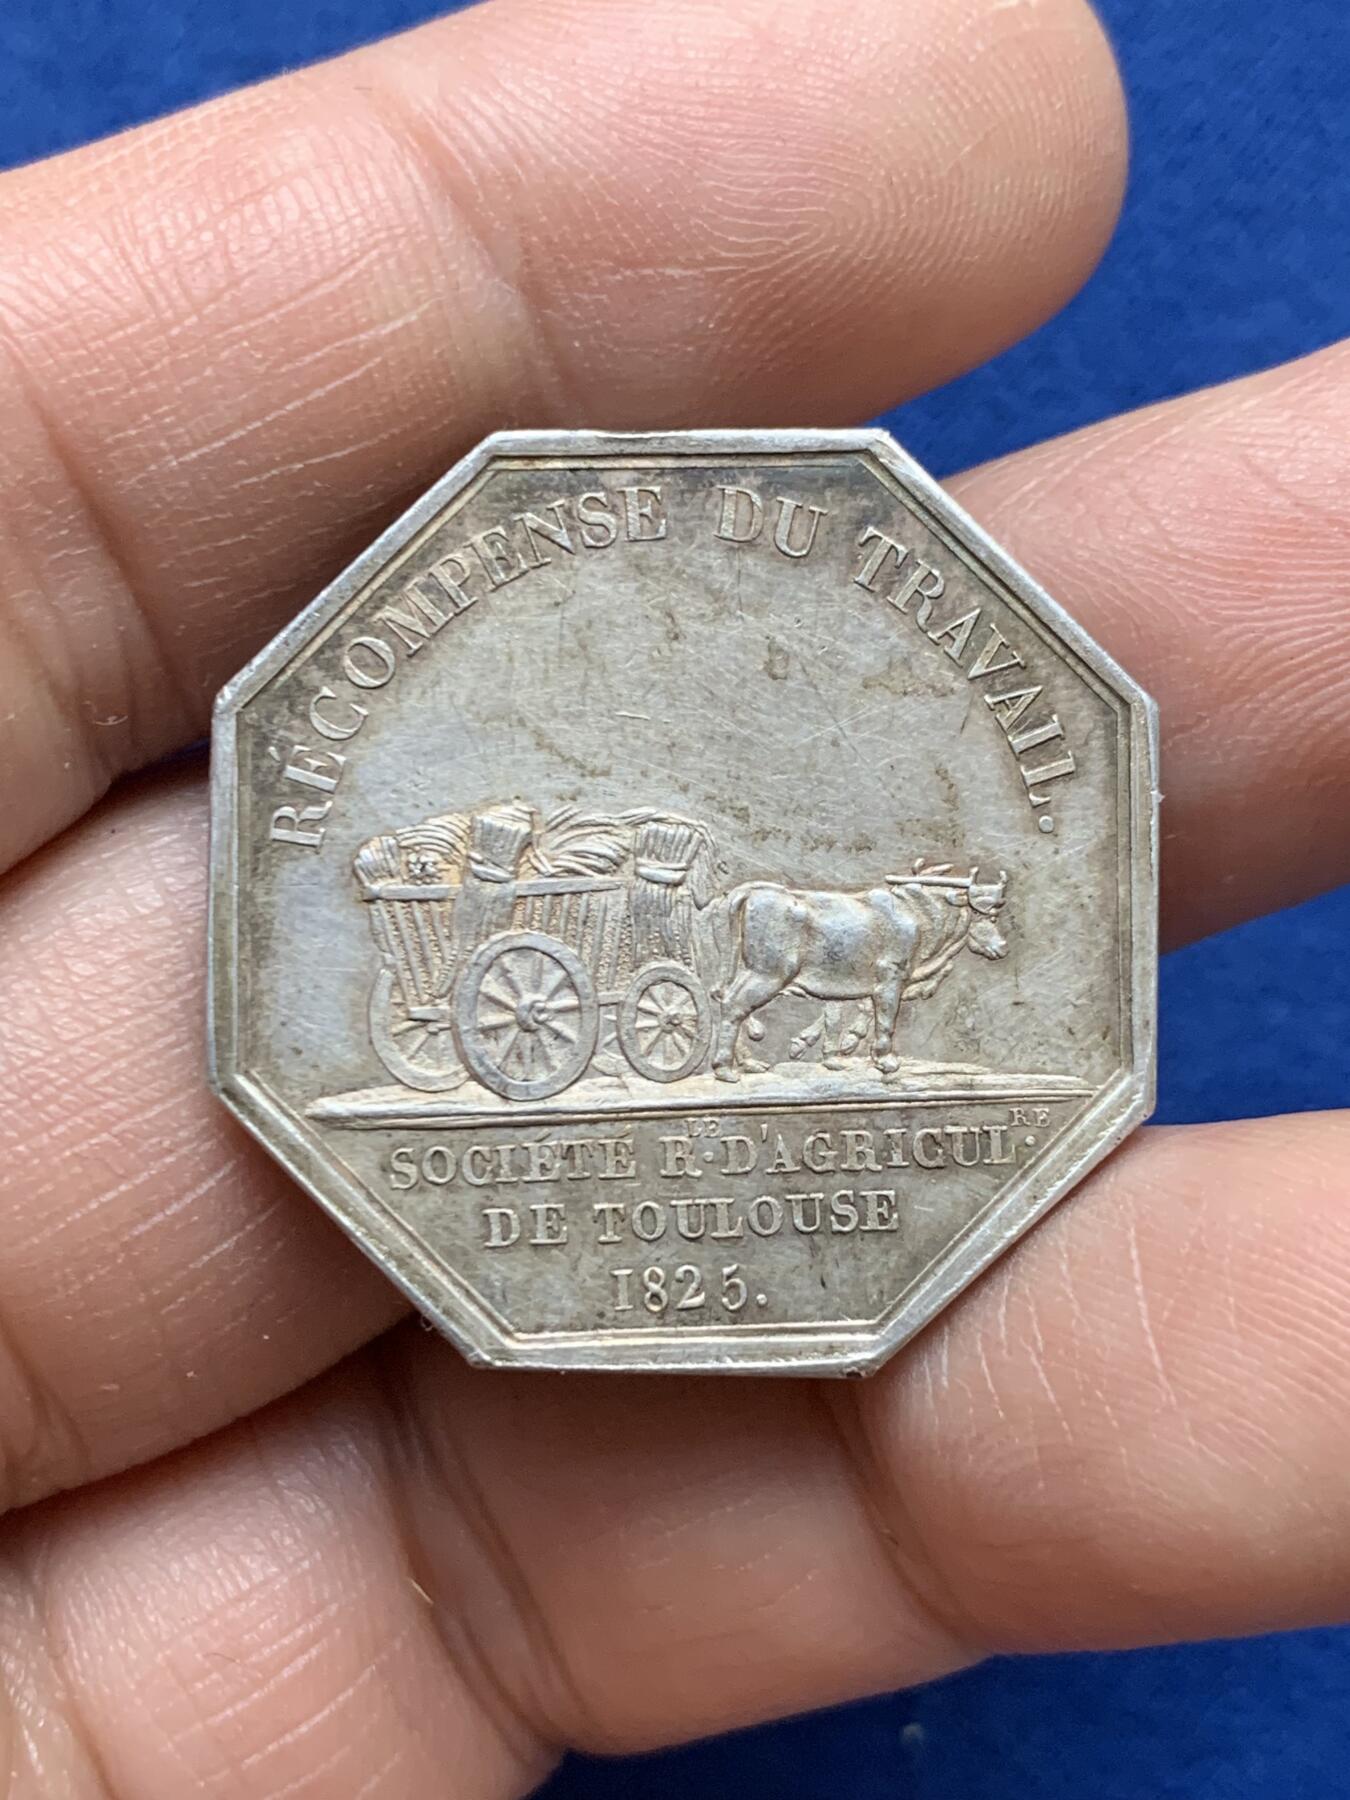 RÉCOMPENSE DU TRAVAIL.
SOCIÉTÉ R.LE D'AGRICUL.RE
DE TOULOUSE
1825.